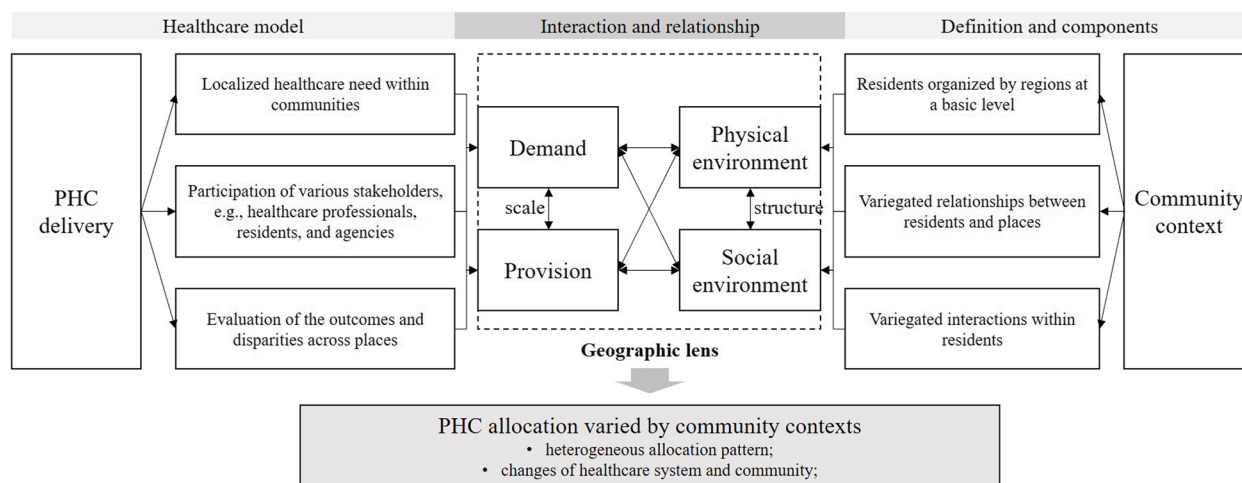 Healthcare model
Interaction and relationship
Definition and components
PHC
delivery
Localized healthcare need within
communities
Participation of various stakeholders,
e.g., healthcare professionals,
residents, and agencies
Evaluation of the outcomes and
disparities across places
Demand
scale
Provision
Physical
environment
structure
Social
environment
Geographic lens
Residents organized by regions at
a basic level
Variegated relationships between
residents and places
Variegated interactions within
residents
Community
context
PHC allocation varied by community contexts
• heterogeneous allocation pattern;
• changes of healthcare system and community;